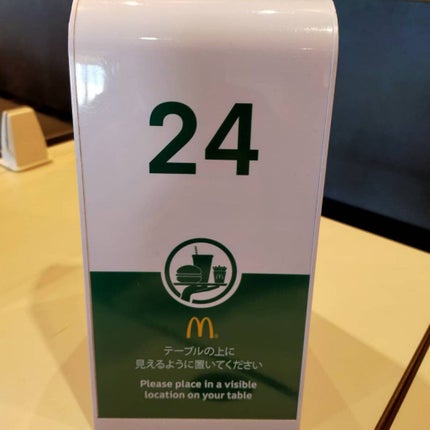 24
テーブルの上に
見えるように置いてください
Please place in a visible
location on your table